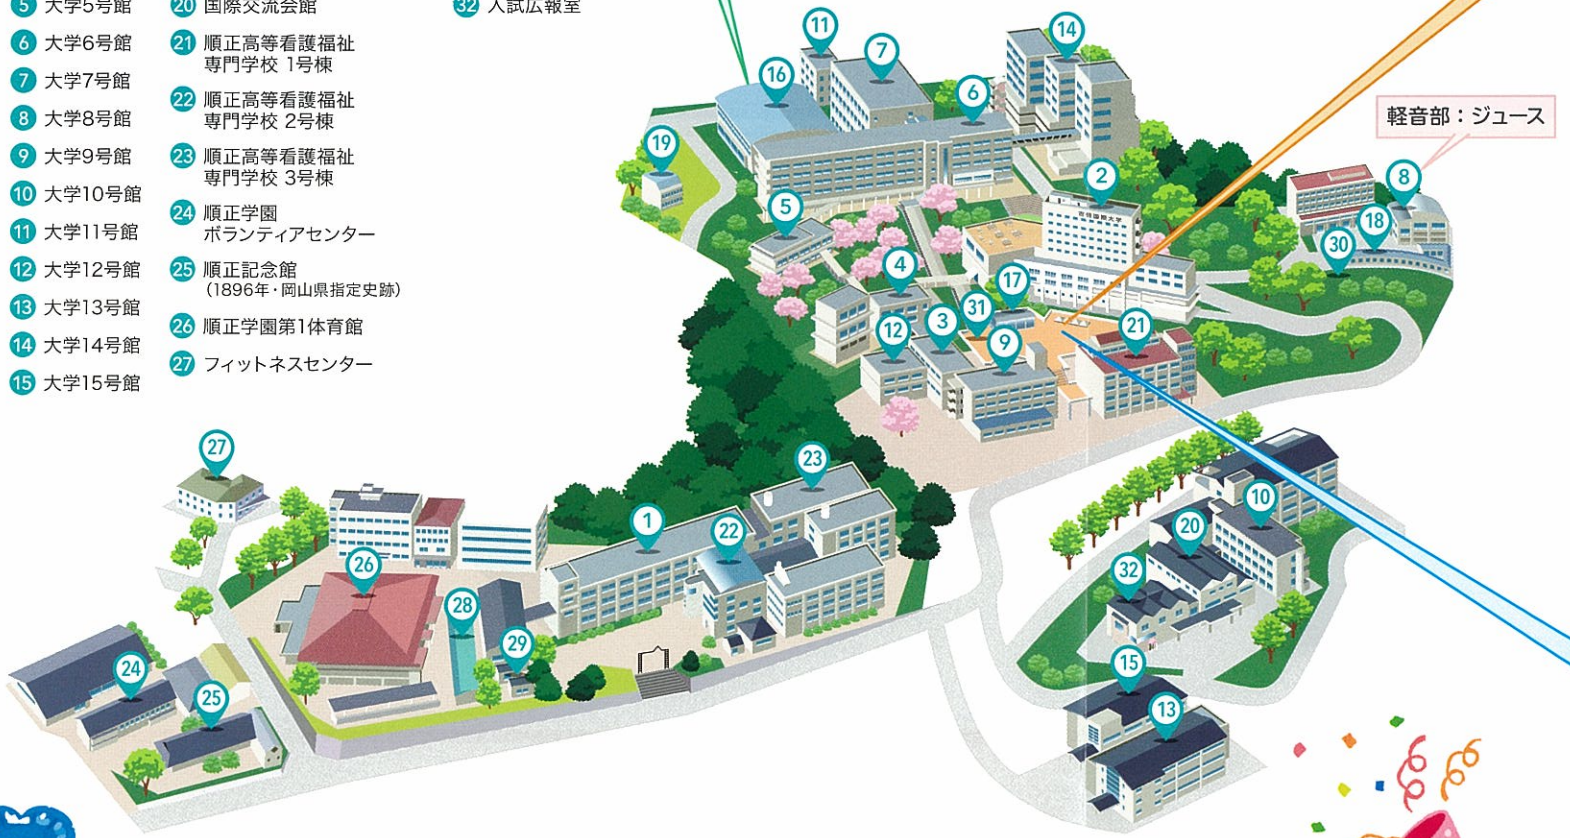 5 大学5号館
6 大学6号館
7 大学7号館
8 大学8号館
9 大学9号館
10 大学10号館
11 大学11号館
12 大学12号館
13 大学13号館
14 大学14号館
15 大学15号館
20 国際交流会館
21 順正高等看護福祉
専門学校 1号棟
22 順正高等看護福祉
専門学校 2号棟
23 順正高等看護福祉
専門学校 3号棟
24 順正学園
ボランティアセンター
25 順正記念館
(1896年・岡山県指定史跡)
26 順正学園第1体育館
27 フィットネスセンター
32 入試広報室
11
14
7
16
6
軽音部：ジュース
19
2
8
5
18
30
4
17
31
3
12
21
9
27
23
10
1
22
20
26
32
28
29
15
24
25
13